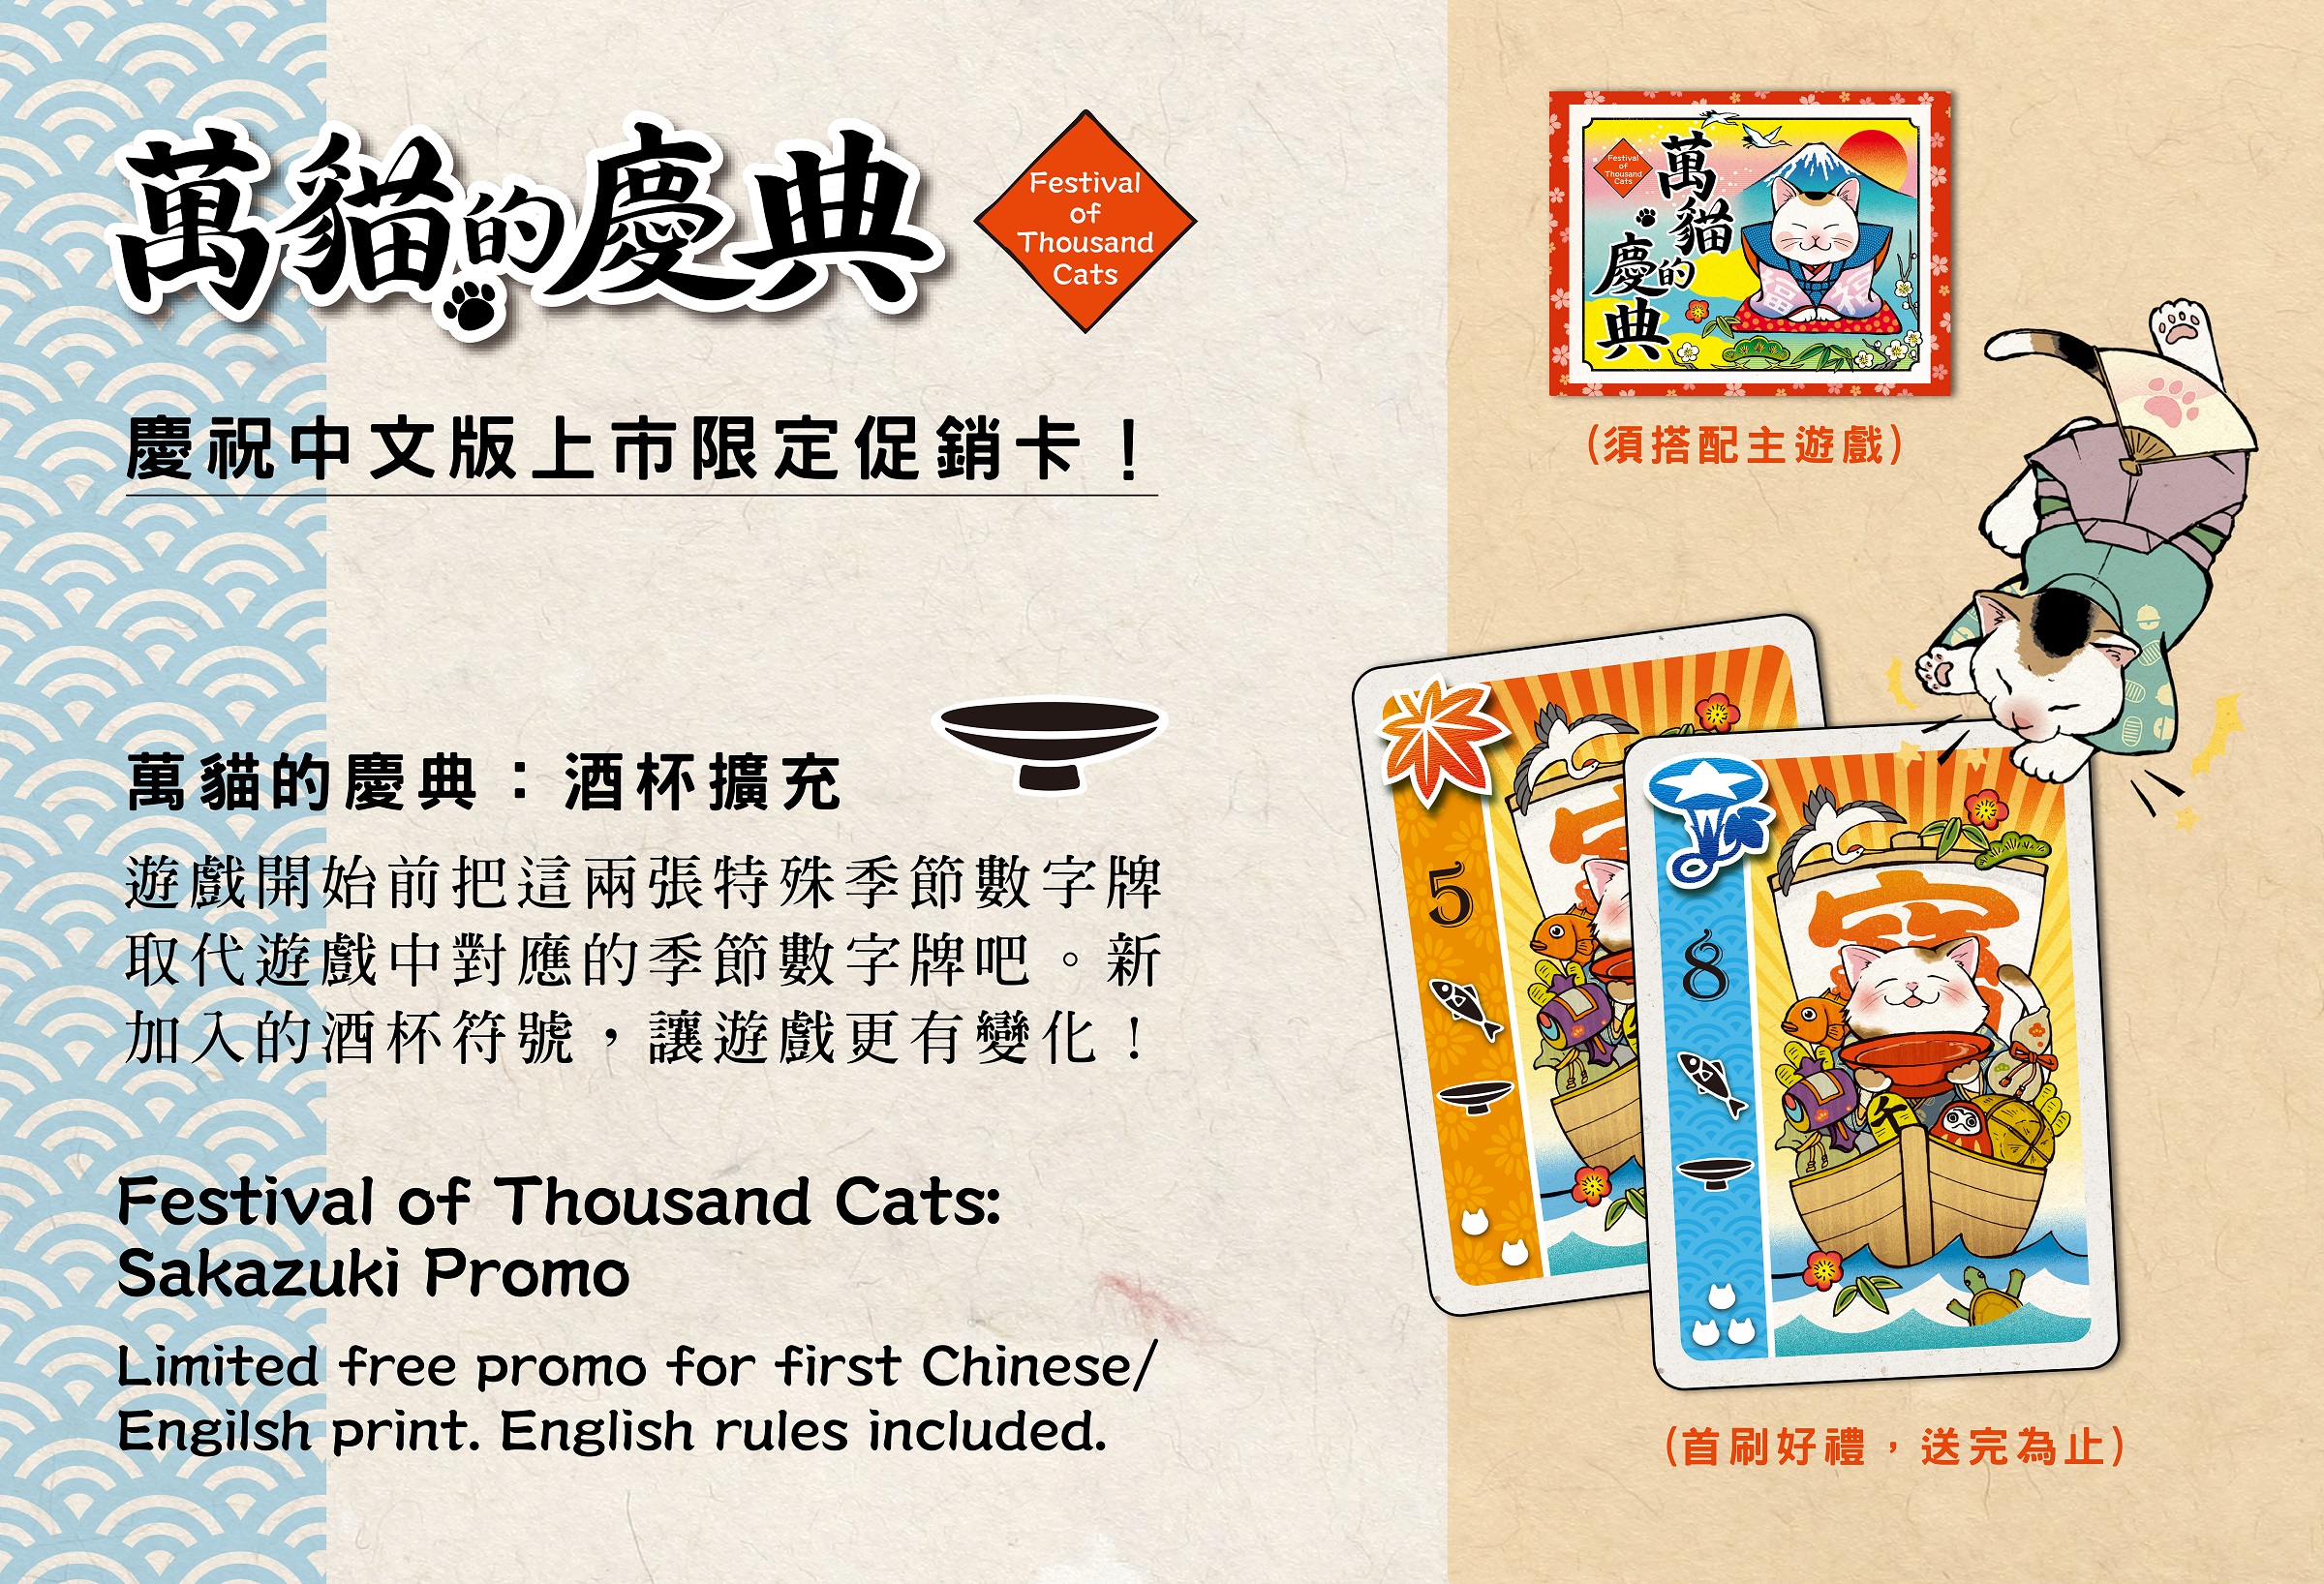 萬貓的慶典
Festival
of
Thousand
Cats
慶祝中文版上市限定促銷卡！
萬貓的慶典：酒杯擴充
遊戲開始前把這兩張特殊季節數字牌
取代遊戲中對應的季節數字牌吧。新
加入的酒杯符號，讓遊戲更有變化！
Festival of Thousand Cats:
Sakazuki Promo
Limited free promo for first Chinese/
Engilsh print. English rules included.
Festival
of
Thousand
Cats
萬貓的慶典
福
福
(須搭配主遊戲)
5
8
(首刷好禮，送完為止)